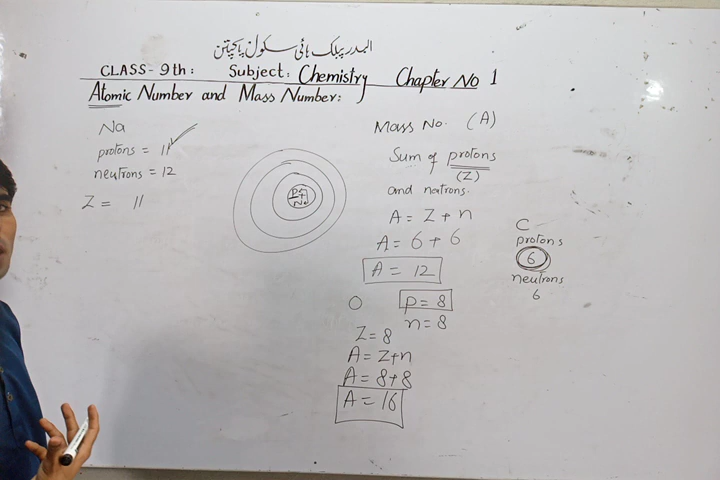 البدر پبلک ہائی سکول پاکپتن
CLASS-9th: Subject: Chemistry Chapter No 1
Atomic Number and Mass Number:
Na
protons = 11
neutrons = 12
Z = 11
Mass No. (A)
Sum of protons
(Z)
and neutrons.
A = Z + n
A = 6 + 6
A = 12
C
protons
6
neutrons
6
O p = 8
n = 8
Z = 8
A = Z+n
A = 8+8
A = 16